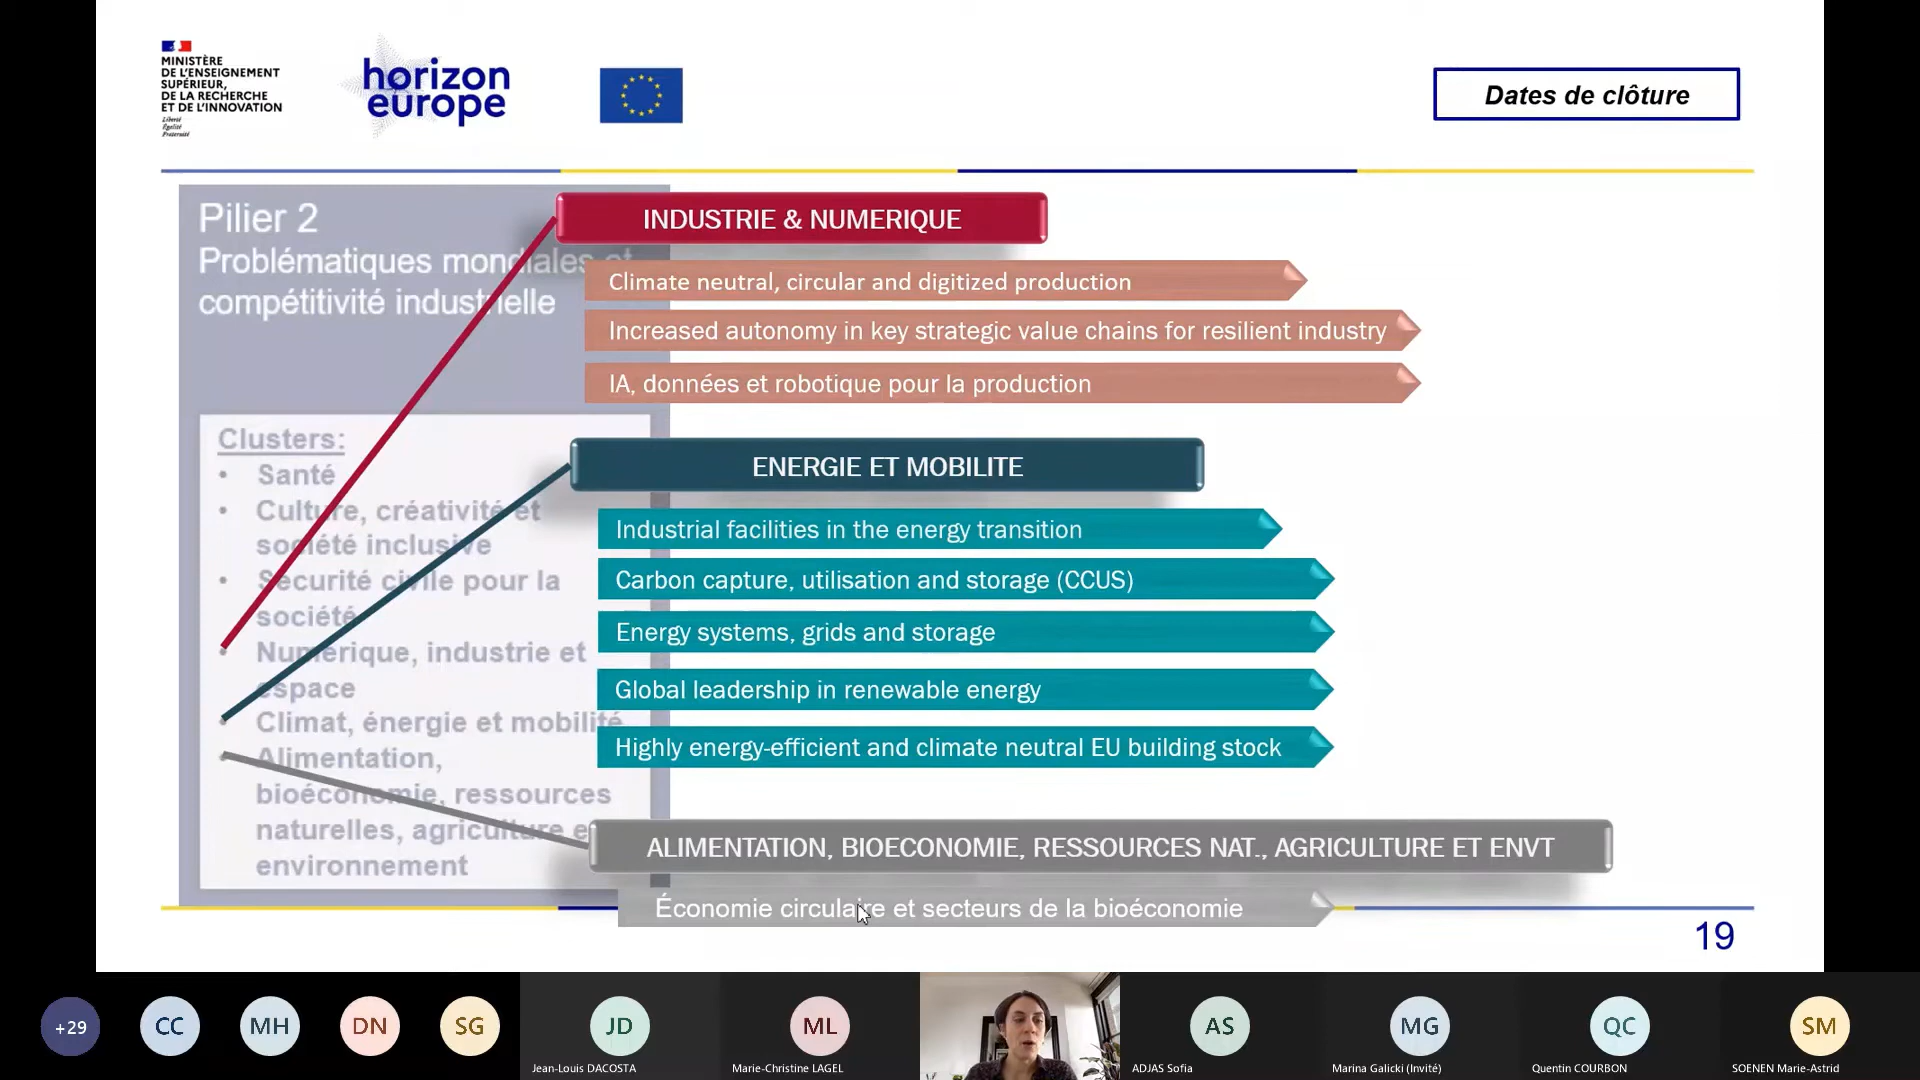 MINISTÈRE
DE L'ENSEIGNEMENT
SUPÉRIEUR,
DE LA RECHERCHE
ET DE L'INNOVATION
Liberté
Égalité
Fraternité
horizon
europe
Dates de clôture
Pilier 2
Problématiques mondiales et
compétitivité industrielle
Clusters:
• Santé
• Culture, créativité et
société inclusive
• Sécurité civile pour la
société
• Numérique, industrie et
espace
• Climat, énergie et mobilité
• Alimentation,
bioéconomie, ressources
naturelles, agriculture e
environnement
INDUSTRIE & NUMERIQUE
Climate neutral, circular and digitized production
Increased autonomy in key strategic value chains for resilient industry
IA, données et robotique pour la production
ENERGIE ET MOBILITE
Industrial facilities in the energy transition
Carbon capture, utilisation and storage (CCUS)
Energy systems, grids and storage
Global leadership in renewable energy
Highly energy-efficient and climate neutral EU building stock
ALIMENTATION, BIOECONOMIE, RESSOURCES NAT., AGRICULTURE ET ENVT
Économie circulaire et secteurs de la bioéconomie
19
+29
CC
MH
DN
SG
JD
Jean-Louis DACOSTA
ML
Marie-Christine LAGEL
AS
ADJAS Sofia
MG
Marina Galicki (Invité)
QC
Quentin COURBON
SM
SOENEN Marie-Astrid